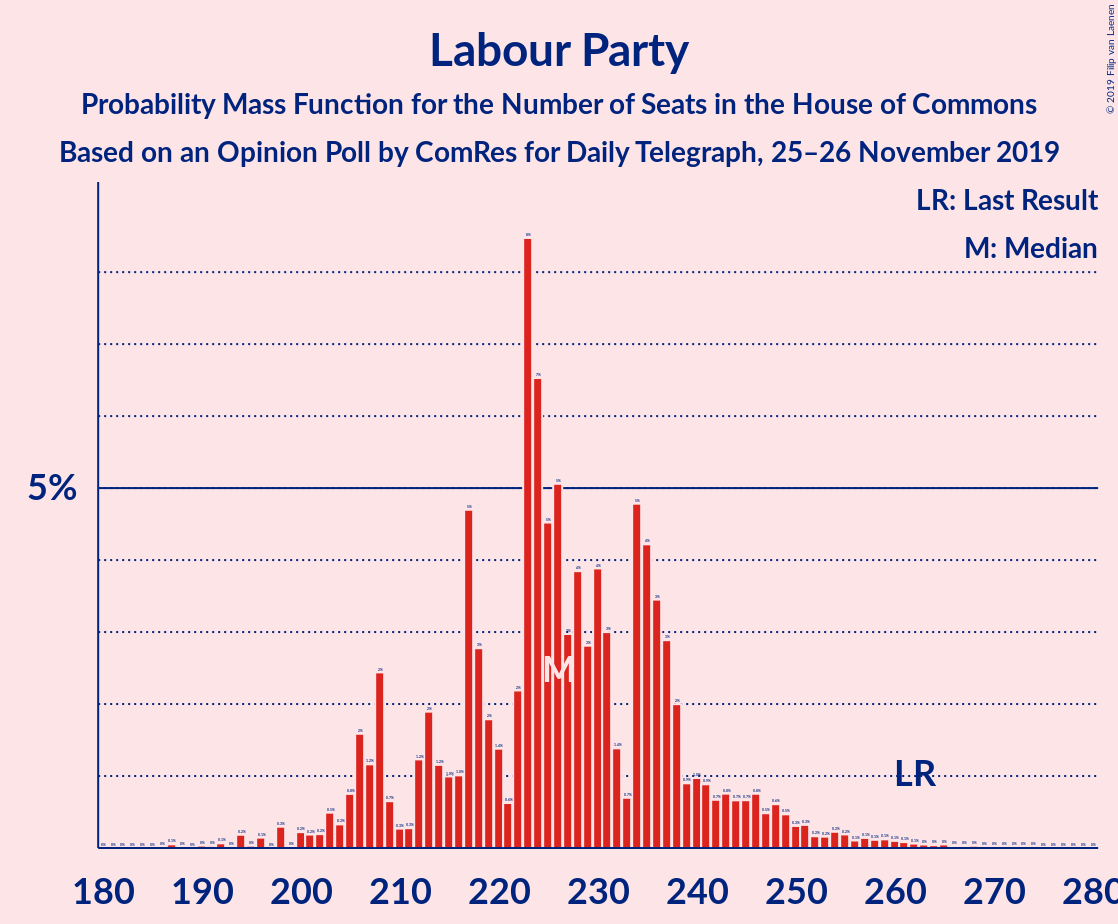 Labour Party
Probability Mass Function for the Number of Seats in the House of Commons
Based on an Opinion Poll by ComRes for Daily Telegraph, 25–26 November 2019
© 2019 Filip van Laenen
LR: Last Result
M: Median
5%
M
LR
180 190 200 210 220 230 240 250 260 270 280